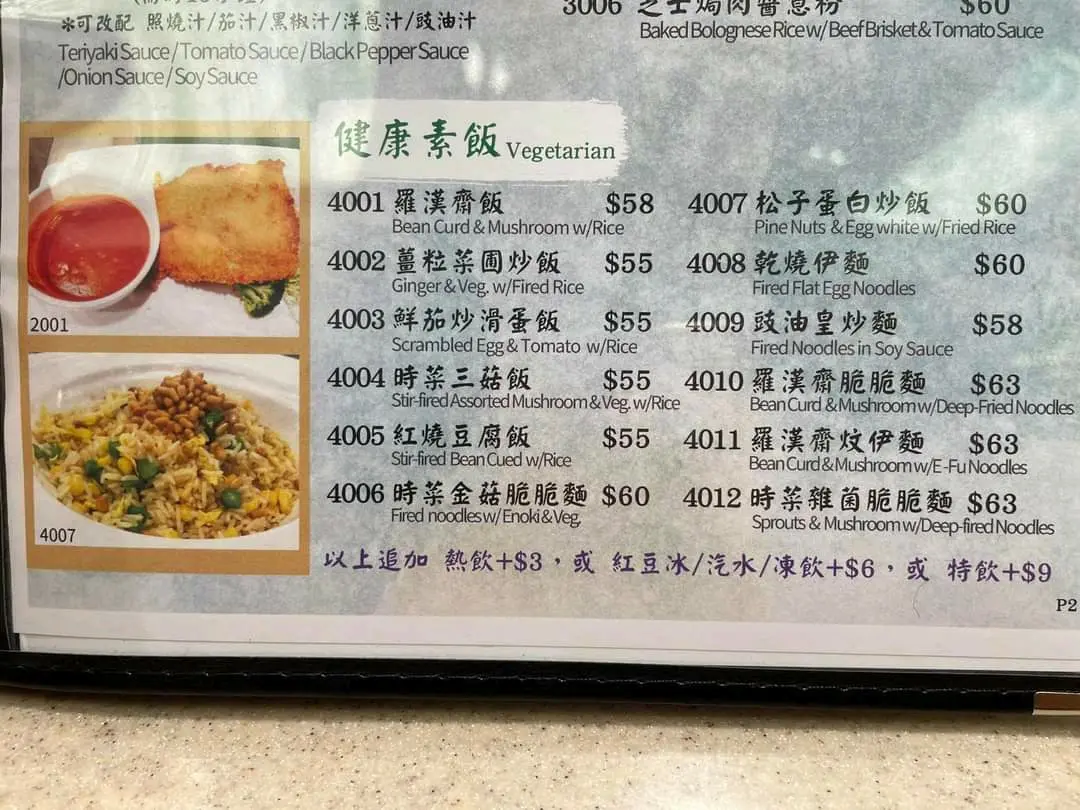 *可改配 照燒汁/茄汁/黑椒汁/洋蔥汁/豉油汁
Teriyaki Sauce / Tomato Sauce / Black Pepper Sauce
/Onion Sauce / Soy Sauce
3006 芝士焗肉醬意粉 $60
Baked Bolognese Rice w/ Beef Brisket & Tomato Sauce
健康素飯 Vegetarian
2001
4007
4001 羅漢齋飯 $58
Bean Curd & Mushroom w/Rice
4002 薑粒菜圃炒飯 $55
Ginger & Veg. w/Fired Rice
4003 鮮茄炒滑蛋飯 $55
Scrambled Egg & Tomato w/Rice
4004 時菜三菇飯 $55
Stir-fired Assorted Mushroom & Veg. w/Rice
4005 紅燒豆腐飯 $55
Stir-fired Bean Cued w/Rice
4006 時菜金菇脆脆麵 $60
Fired noodles w/ Enoki & Veg.
4007 松子蛋白炒飯 $60
Pine Nuts & Egg white w/Fried Rice
4008 乾燒伊麵 $60
Fired Flat Egg Noodles
4009 豉油皇炒麵 $58
Fired Noodles in Soy Sauce
4010 羅漢齋脆脆麵 $63
Bean Curd & Mushroom w/Deep-Fried Noodles
4011 羅漢齋炆伊麵 $63
Bean Curd & Mushroom w/E-Fu Noodles
4012 時菜雜菌脆脆麵 $63
Sprouts & Mushroom w/Deep-fired Noodles
以上追加 熱飲+$3,或 紅豆冰/汽水/凍飲+$6,或 特飲+$9
P2